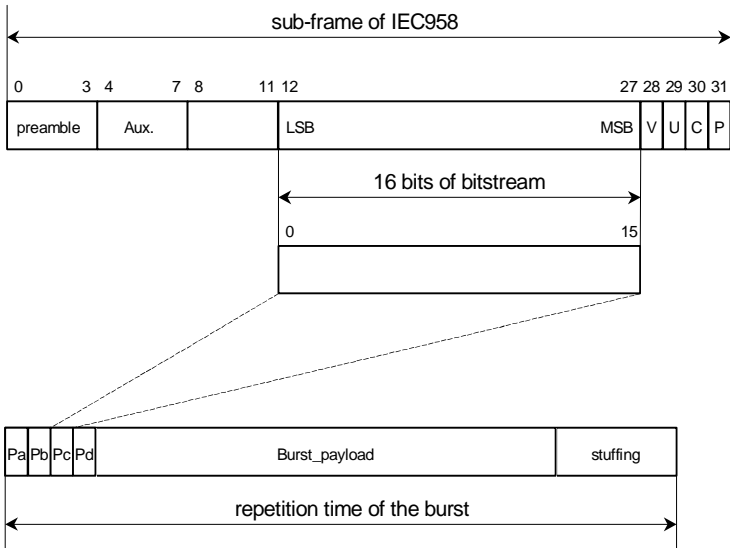 sub-frame of IEC958
0 3 4 7 8 11 12 27 28 29 30 31
preamble Aux. LSB MSB V U C P
16 bits of bitstream
0 15
Pa Pb Pc Pd Burst_payload stuffing
repetition time of the burst